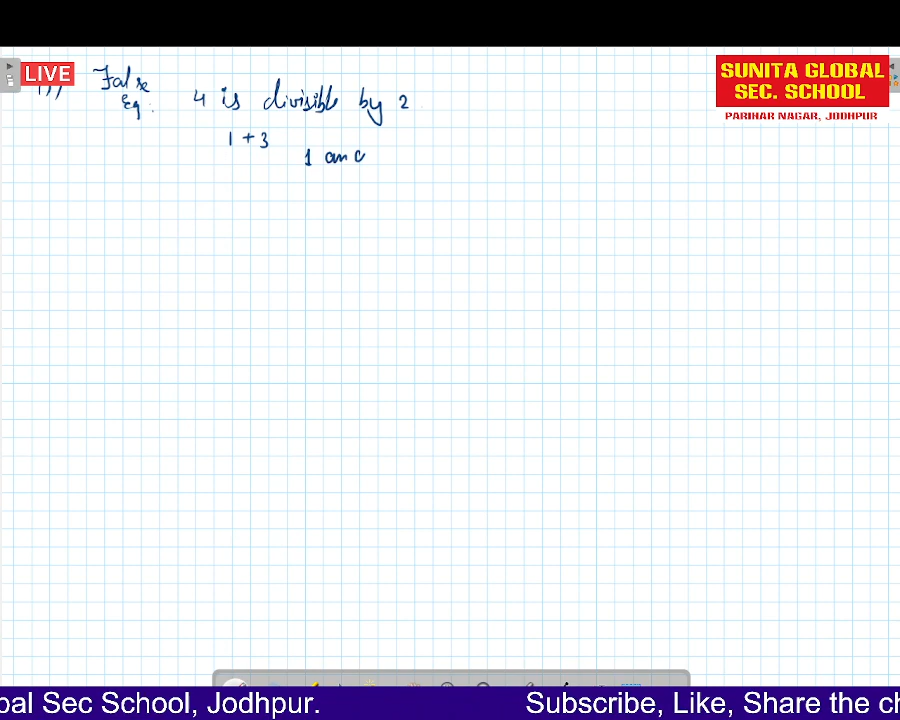 LIVE
False
Eg: 4 is divisible by 2
1 + 3
1 an
SUNITA GLOBAL
SEC. SCHOOL
PARIHAR NAGAR, JODHPUR
bal Sec School, Jodhpur. Subscribe, Like, Share the ch